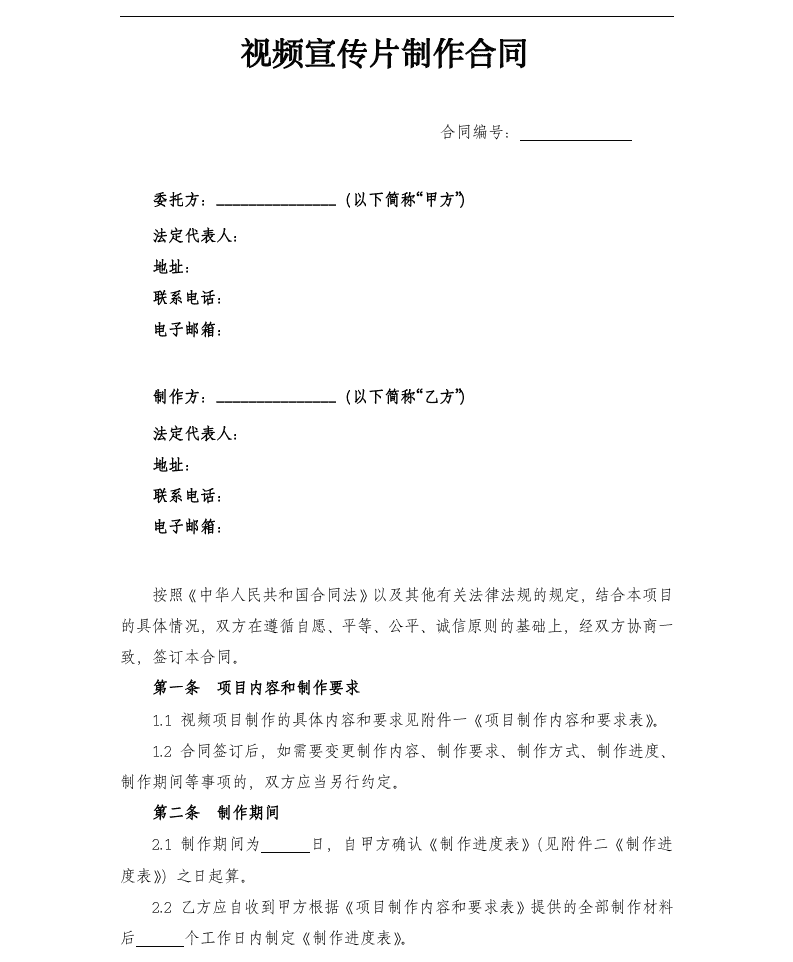 视频宣传片制作合同
合同编号：______________
委托方：_______________（以下简称“甲方”）
法定代表人：
地址：
联系电话：
电子邮箱：
制作方：_______________（以下简称“乙方”）
法定代表人：
地址：
联系电话：
电子邮箱：
按照《中华人民共和国合同法》以及其他有关法律法规的规定，结合本项目
的具体情况，双方在遵循自愿、平等、公平、诚信原则的基础上，经双方协商一
致，签订本合同。
第一条 项目内容和制作要求
1.1 视频项目制作的具体内容和要求见附件一《项目制作内容和要求表》。
1.2 合同签订后，如需要变更制作内容、制作要求、制作方式、制作进度、
制作期间等事项的，双方应当另行约定。
第二条 制作期间
2.1 制作期间为______日，自甲方确认《制作进度表》（见附件二《制作进
度表》）之日起算。
2.2 乙方应自收到甲方根据《项目制作内容和要求表》提供的全部制作材料
后______个工作日内制定《制作进度表》。